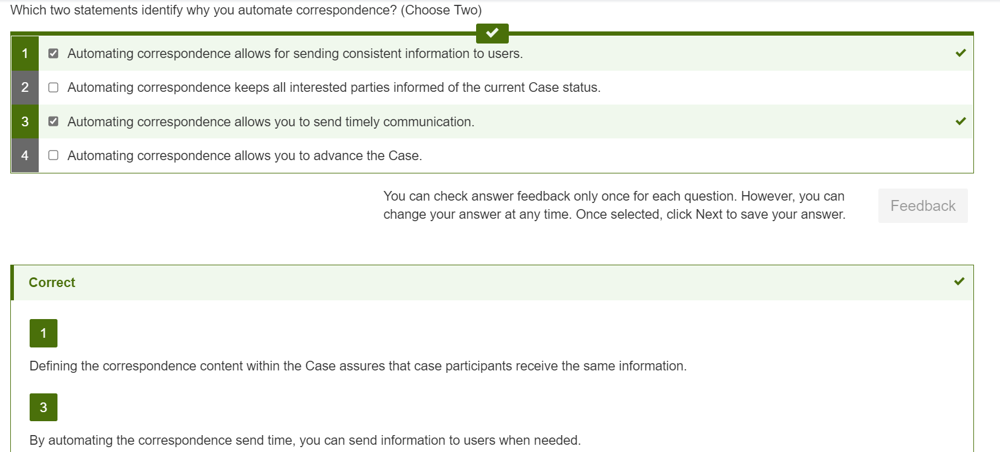 Which two statements identify why you automate correspondence? (Choose Two)
1 Automating correspondence allows for sending consistent information to users.
2 Automating correspondence keeps all interested parties informed of the current Case status.
3 Automating correspondence allows you to send timely communication.
4 Automating correspondence allows you to advance the Case.
You can check answer feedback only once for each question. However, you can
change your answer at any time. Once selected, click Next to save your answer.
Feedback
Correct
1
Defining the correspondence content within the Case assures that case participants receive the same information.
3
By automating the correspondence send time, you can send information to users when needed.